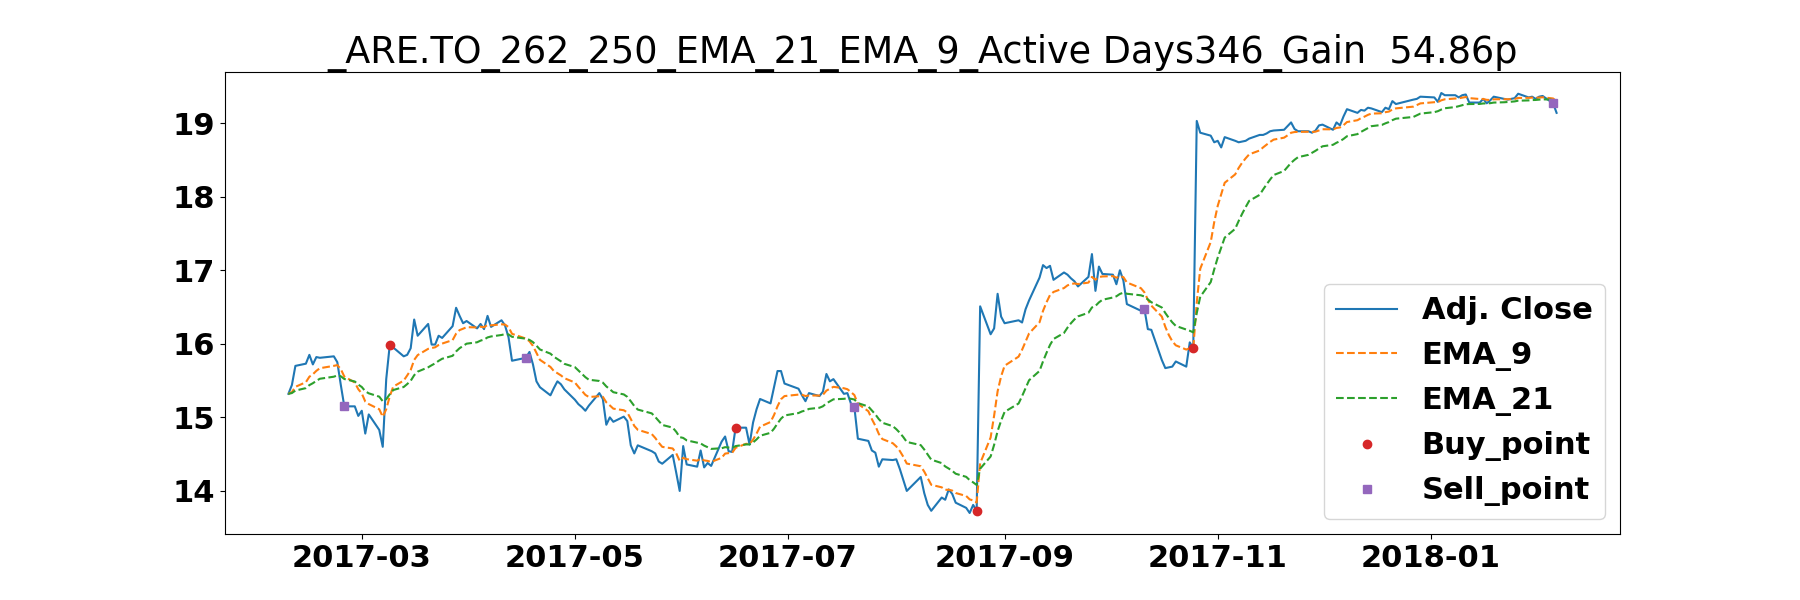 _ARE.TO_262_250_EMA_21_EMA_9_Active Days346_Gain  54.86p
19
18
17
16
15
14
Adj. Close
EMA_9
EMA_21
Buy_point
Sell_point
2017-03 2017-05 2017-07 2017-09 2017-11 2018-01